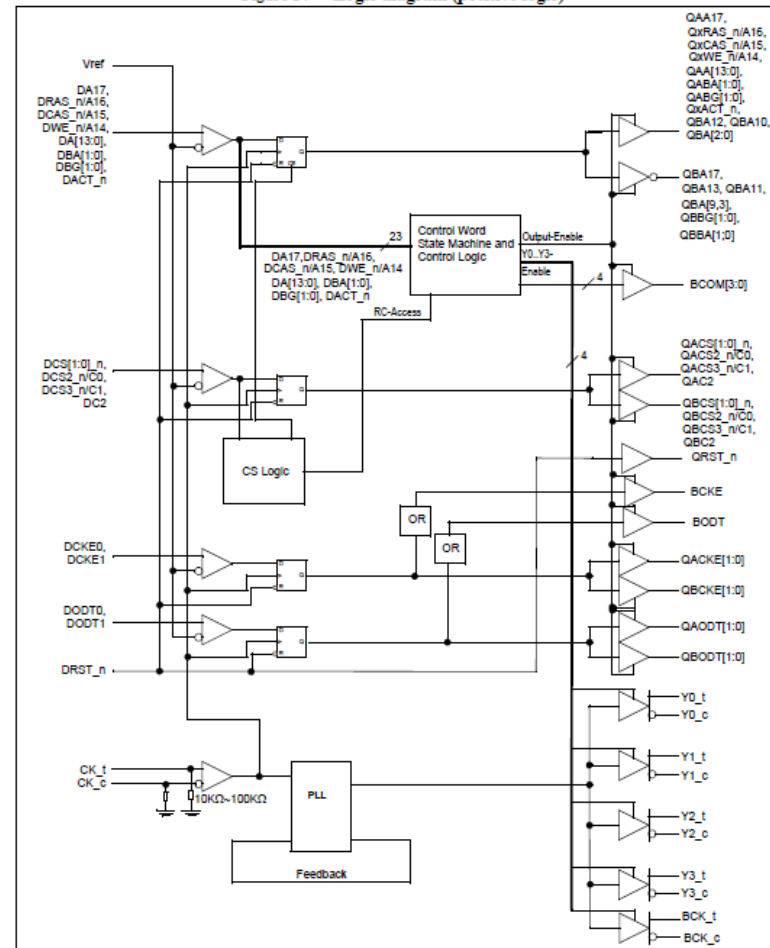 Vref
DA17,
DRAS_n/A16,
DCAS_n/A15,
DWE_n/A14,
DA[13:0],
DBA[1:0],
DBG[1:0],
DACT_n
QAA17,
QxRAS_n/A16,
QxCAS_n/A15,
QxWE_n/A14,
QAA[13:0],
QABA[1:0],
QABG[1:0],
QxACT_n,
QBA12, QBA10,
QBA[2:0]
D
Q
R
CE
QBA17,
QBA13, QBA11,
QBA[9,3],
QBBG[1:0],
QBBA[1;0]
23
DA17,DRAS_n/A16,
DCAS_n/A15, DWE_n/A14
DA[13:0], DBA[1:0],
DBG[1:0], DACT_n
Control Word
State Machine and
Control Logic
Output-Enable
Y0..Y3-
Enable
4
BCOM[3:0]
RC-Access
4
DCS[1:0]_n,
DCS2_n/C0,
DCS3_n/C1,
DC2
D
Q
R
QACS[1:0]_n,
QACS2_n/C0,
QACS3_n/C1,
QAC2
QBCS[1:0]_n,
QBCS2_n/C0,
QBCS3_n/C1,
QBC2
CS Logic
QRST_n
BCKE
OR
BODT
OR
DCKE0,
DCKE1
D
Q
R
QACKE[1:0]
QBCKE[1:0]
DODT0,
DODT1
D
Q
R
QAODT[1:0]
QBODT[1:0]
DRST_n
Y0_t
Y0_c
CK_t
CK_c
10KΩ~100KΩ
PLL
Feedback
Y1_t
Y1_c
Y2_t
Y2_c
Y3_t
Y3_c
BCK_t
BCK_c